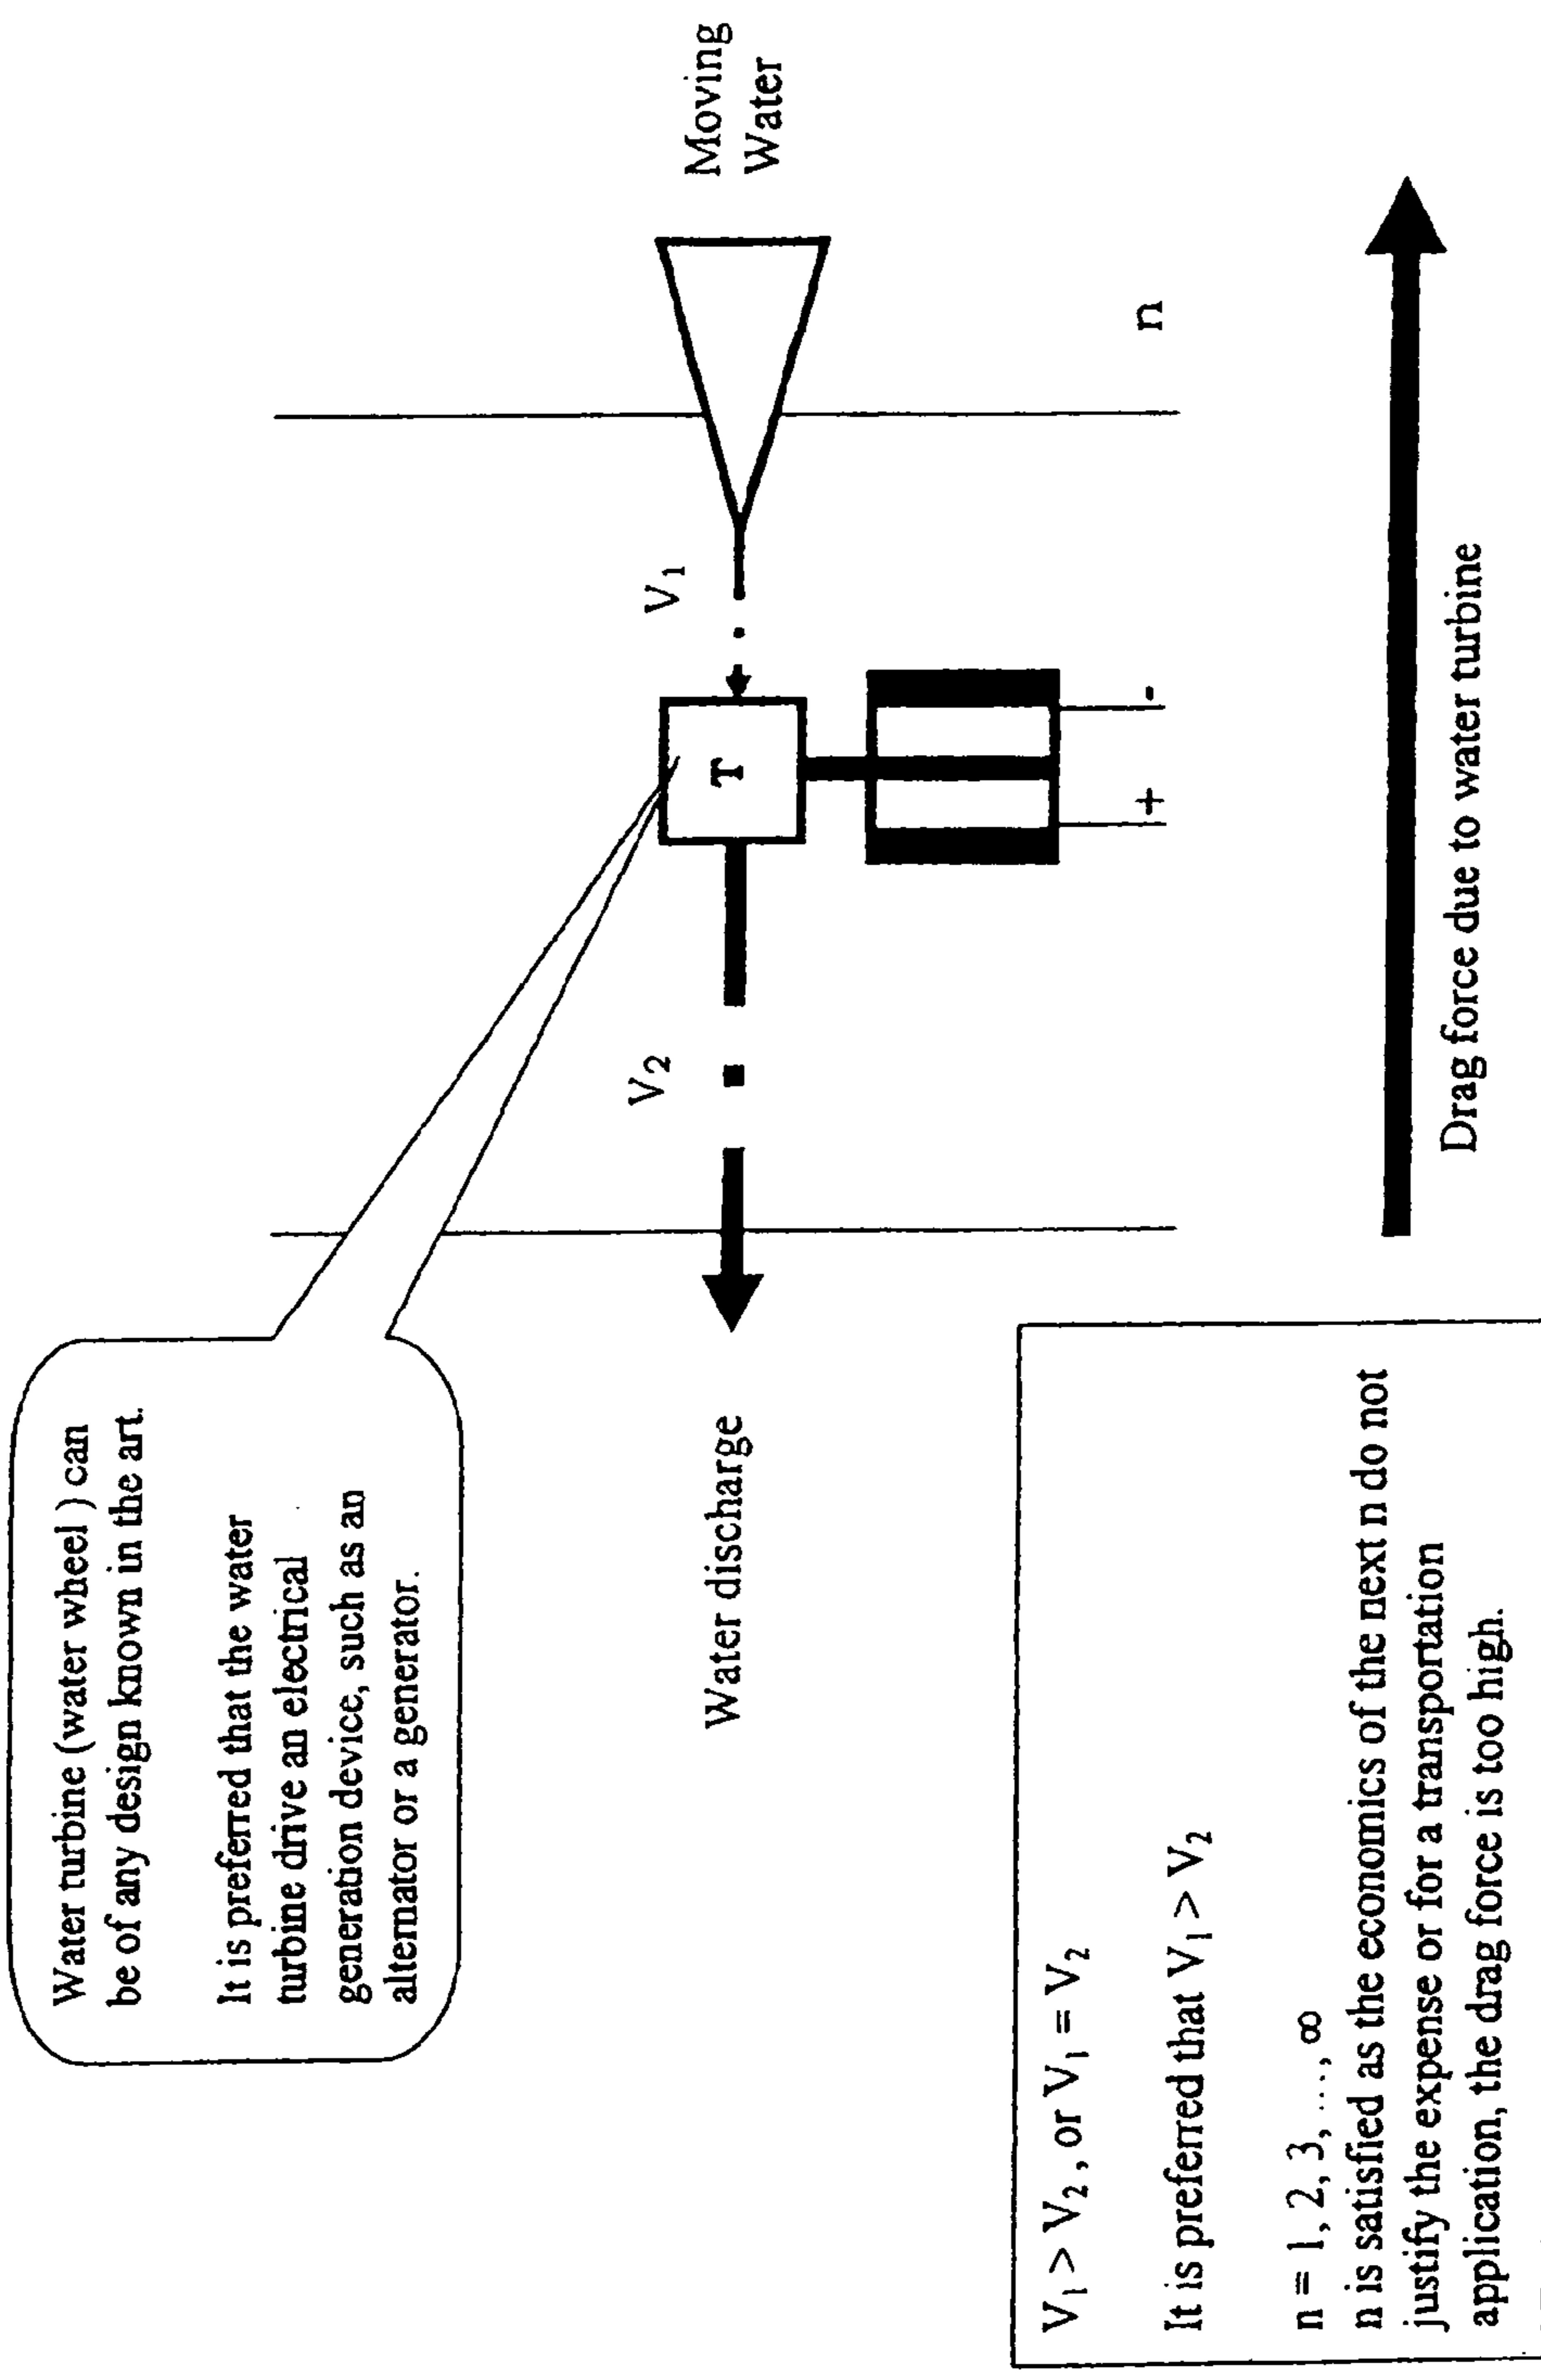 Water turbine (water wheel ) can
be of any design known in the art.
It is preferred that the water
turbine drive an electrical
generation device, such as an
alternator or a generator.
Water discharge
V₂
V₁
T
+
-
Moving
Water
n
Drag force due to water turbine
V₁ > V₂ , or V₁ = V₂
It is preferred that V₁ > V₂
n = 1, 2, 3, ..., ∞
n is satisfied as the economics of the next n do not
justify the expense or for a transportation
application, the drag force is too high.